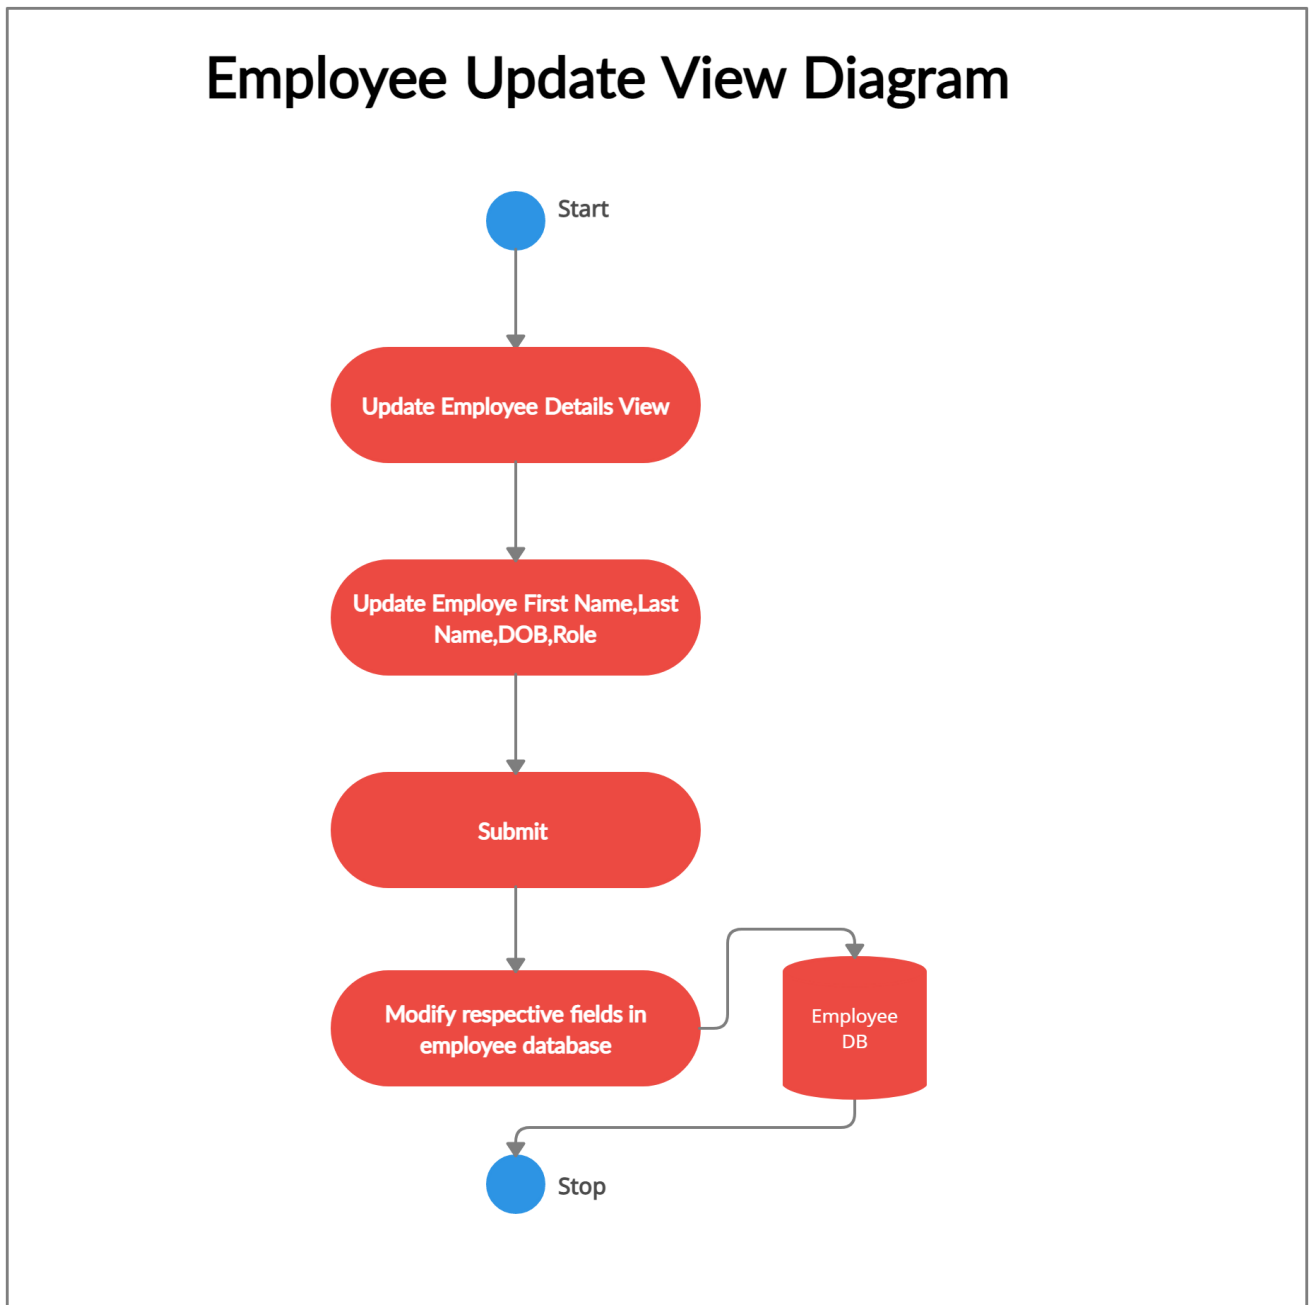 Employee Update View Diagram
Start
Update Employee Details View
Update Employe First Name,Last
Name,DOB,Role
Submit
Modify respective fields in
employee database
Employee
DB
Stop